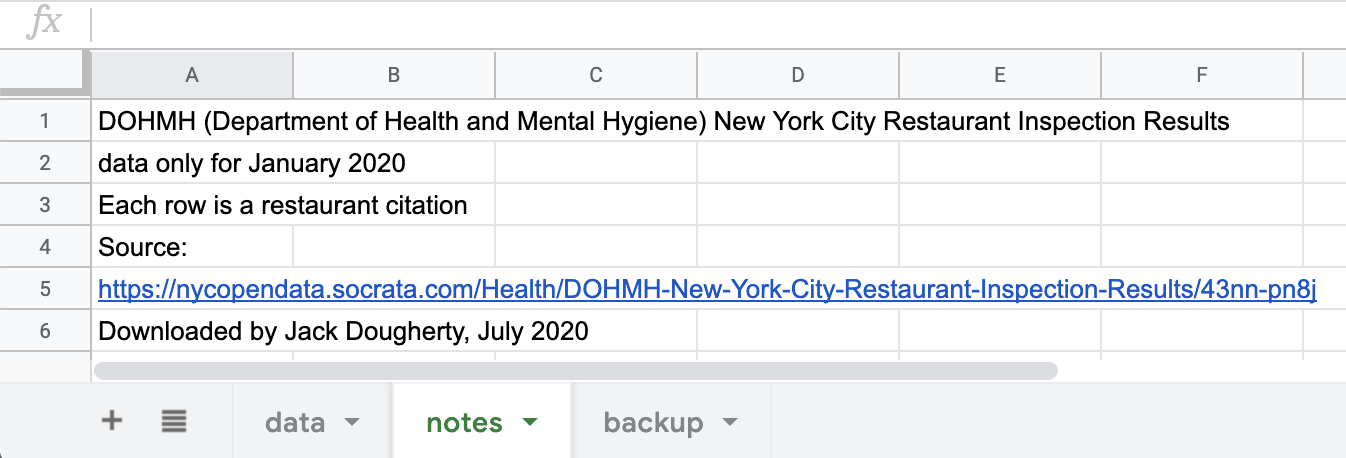 fx
A B C D E F
1 DOHMH (Department of Health and Mental Hygiene) New York City Restaurant Inspection Results
2 data only for January 2020
3 Each row is a restaurant citation
4 Source:
5 https://nycopendata.socrata.com/Health/DOHMH-New-York-City-Restaurant-Inspection-Results/43nn-pn8j
6 Downloaded by Jack Dougherty, July 2020
data notes backup